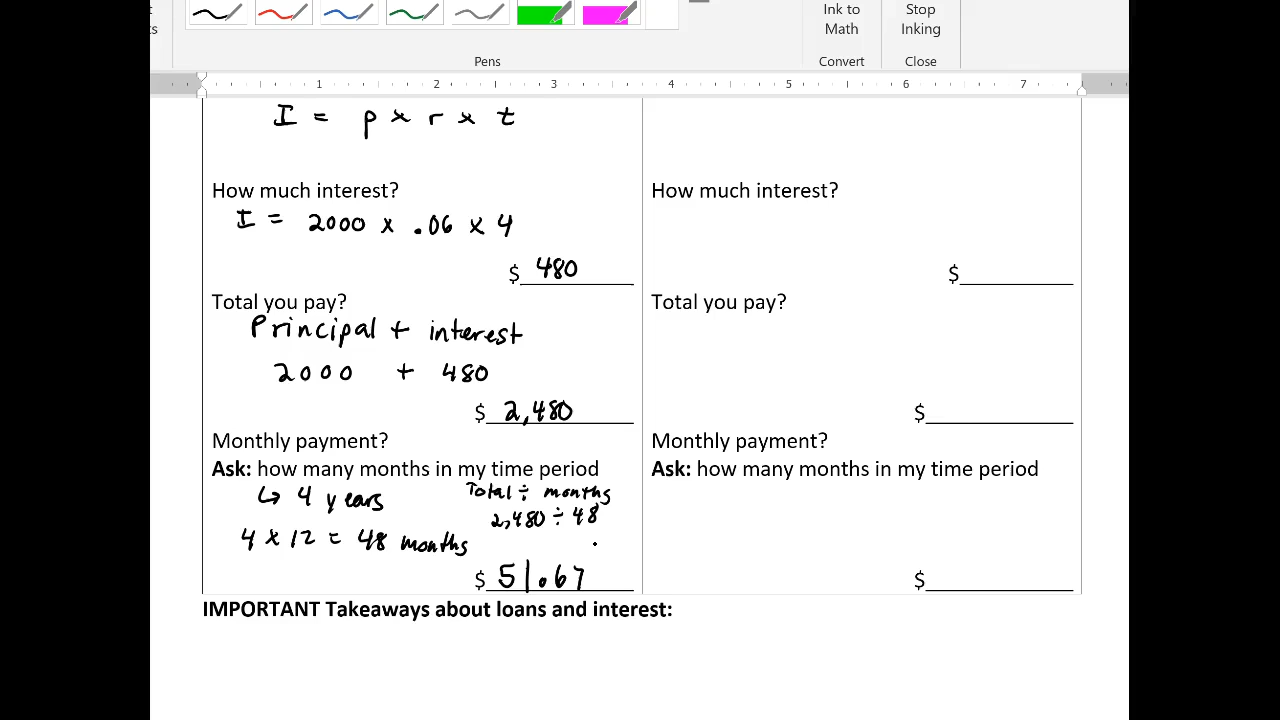 Ink to Stop
t
ts Math Inking
Pens Convert Close
1 2 3 4 5 6 7
I = p × r × t
How much interest? How much interest?
I = 2000 × .06 × 4
$ 480 $
Total you pay? Total you pay?
Principal + interest
2000 + 480
$ 2,480 $
Monthly payment? Monthly payment?
Ask: how many months in my time period Ask: how many months in my time period
↳ 4 years Total ÷ months
2,480 ÷ 48
4 × 12 = 48 months
$ 51.67 $
IMPORTANT Takeaways about loans and interest: